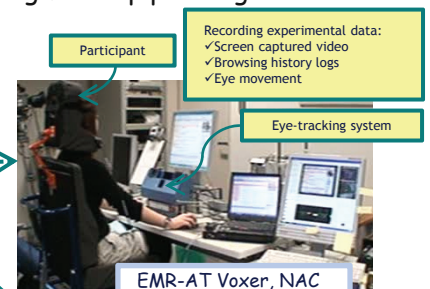 Participant
Recording experimental data:
✓Screen captured video
✓Browsing history logs
✓Eye movement
Eye-tracking system
EMR-AT Voxer, NAC